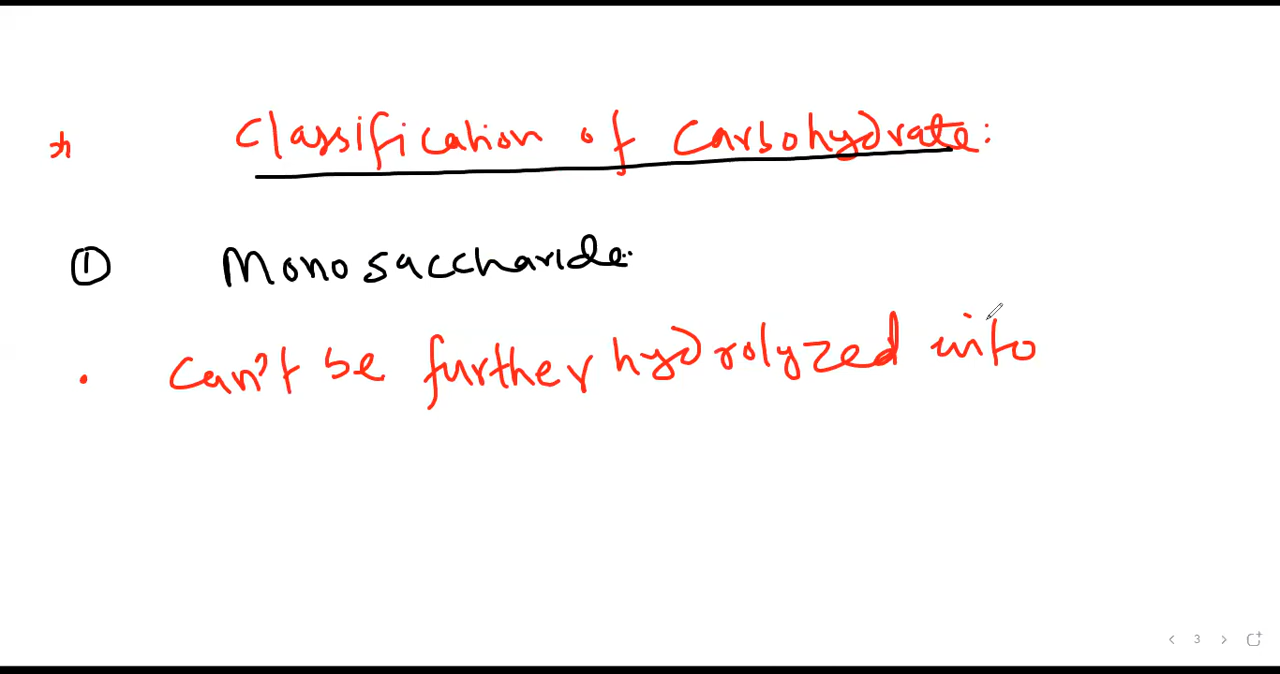 * Classification of Carbohydrate:
① Monosaccharide..
• Can't be further hydrolyzed into
< 3 >